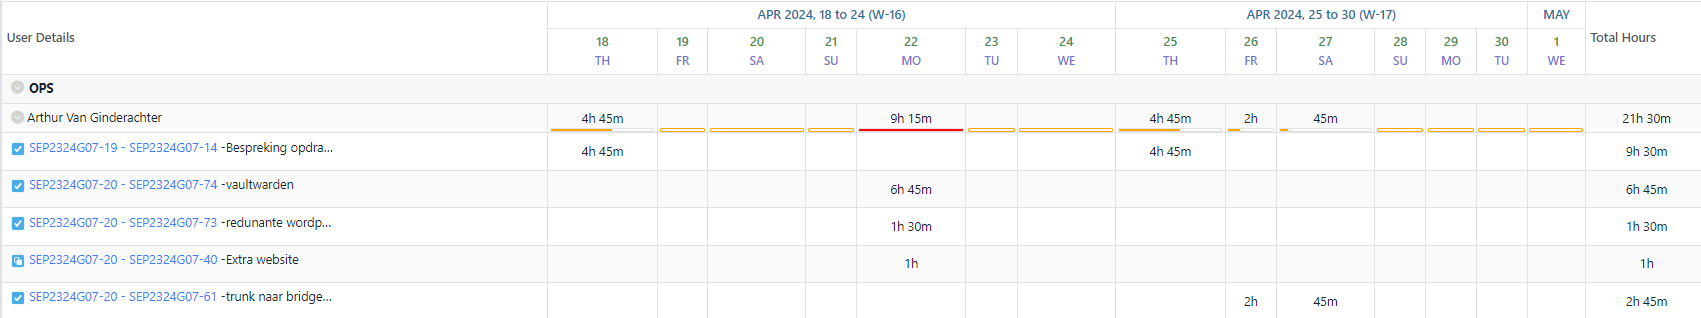 User Details APR 2024, 18 to 24 (W-16) APR 2024, 25 to 30 (W-17) MAY Total Hours
18 19 20 21 22 23 24 25 26 27 28 29 30 1
TH FR SA SU MO TU WE TH FR SA SU MO TU WE
OPS
Arthur Van Ginderachter 4h 45m 9h 15m 4h 45m 2h 45m 21h 30m
SEP2324G07-19 - SEP2324G07-14 -Bespreking opdra... 4h 45m 4h 45m 9h 30m
SEP2324G07-20 - SEP2324G07-74 -vaultwarden 6h 45m 6h 45m
SEP2324G07-20 - SEP2324G07-73 -redunante wordp... 1h 30m 1h 30m
SEP2324G07-20 - SEP2324G07-40 -Extra website 1h 1h
SEP2324G07-20 - SEP2324G07-61 -trunk naar bridge... 2h 45m 2h 45m